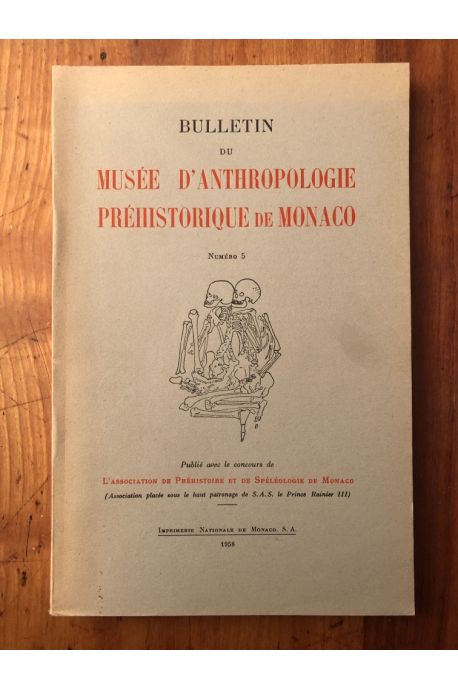 BULLETIN
DU
MUSÉE D'ANTHROPOLOGIE
PRÉHISTORIQUE DE MONACO
NUMÉRO 5
Publié avec le concours de
L'ASSOCIATION DE PRÉHISTOIRE ET DE SPÉLÉOLOGIE DE MONACO
(Association placée sous le haut patronage de S.A.S. le Prince Rainier III)
IMPRIMERIE NATIONALE DE MONACO. S. A.
1958